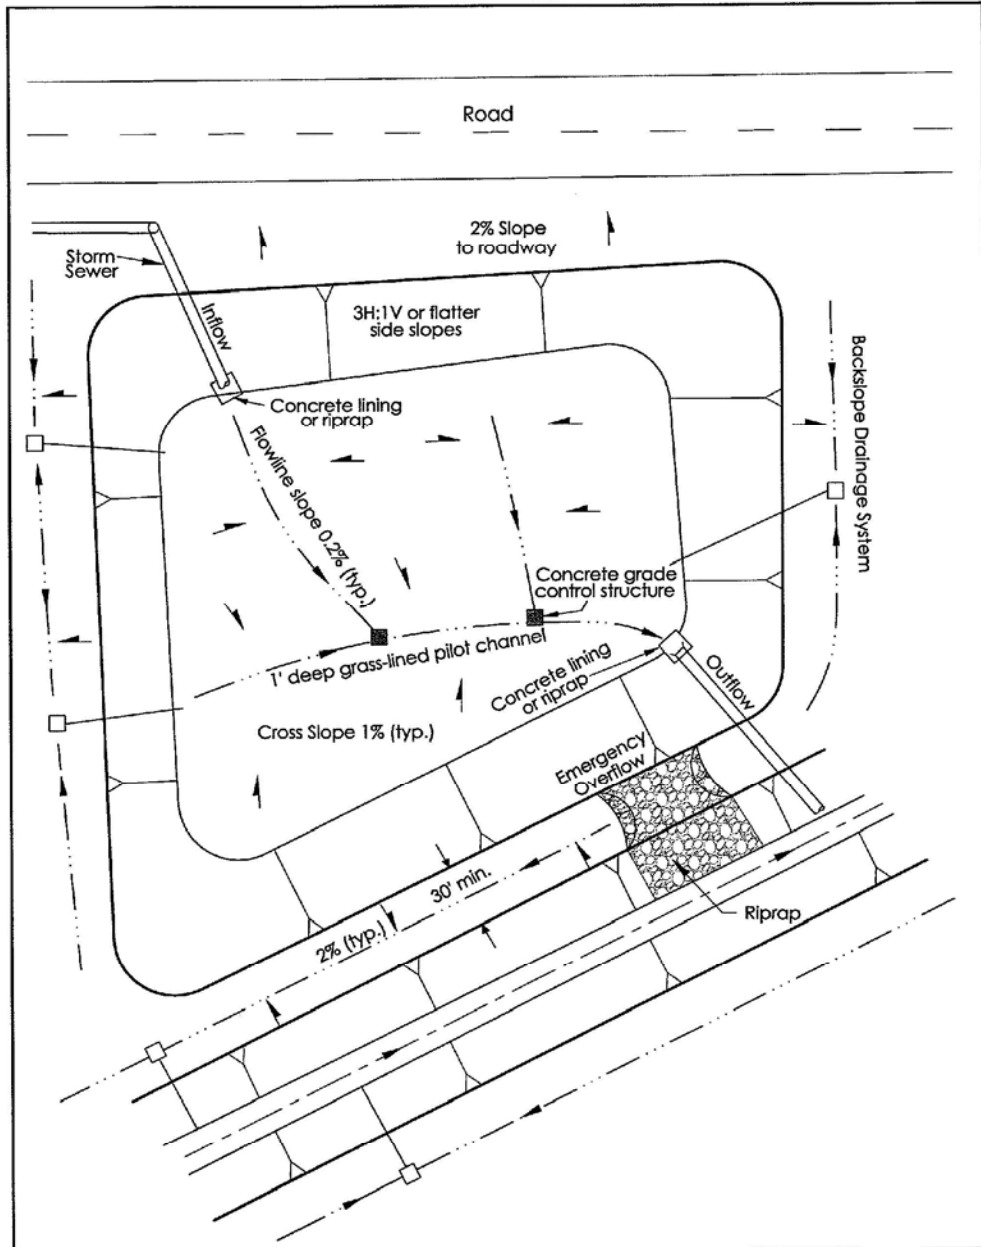 Road
2% Slope
to roadway
Storm
Sewer
Inflow
3H:1V or flatter
side slopes
Concrete lining
or riprap
Flowline slope 0.2% (typ.)
Backslope Drainage System
Concrete grade
control structure
1' deep grass-lined pilot channel
Concrete lining
or riprap
Outflow
Cross Slope 1% (typ.)
Emergency
Overflow
30' min.
2% (typ.)
Riprap